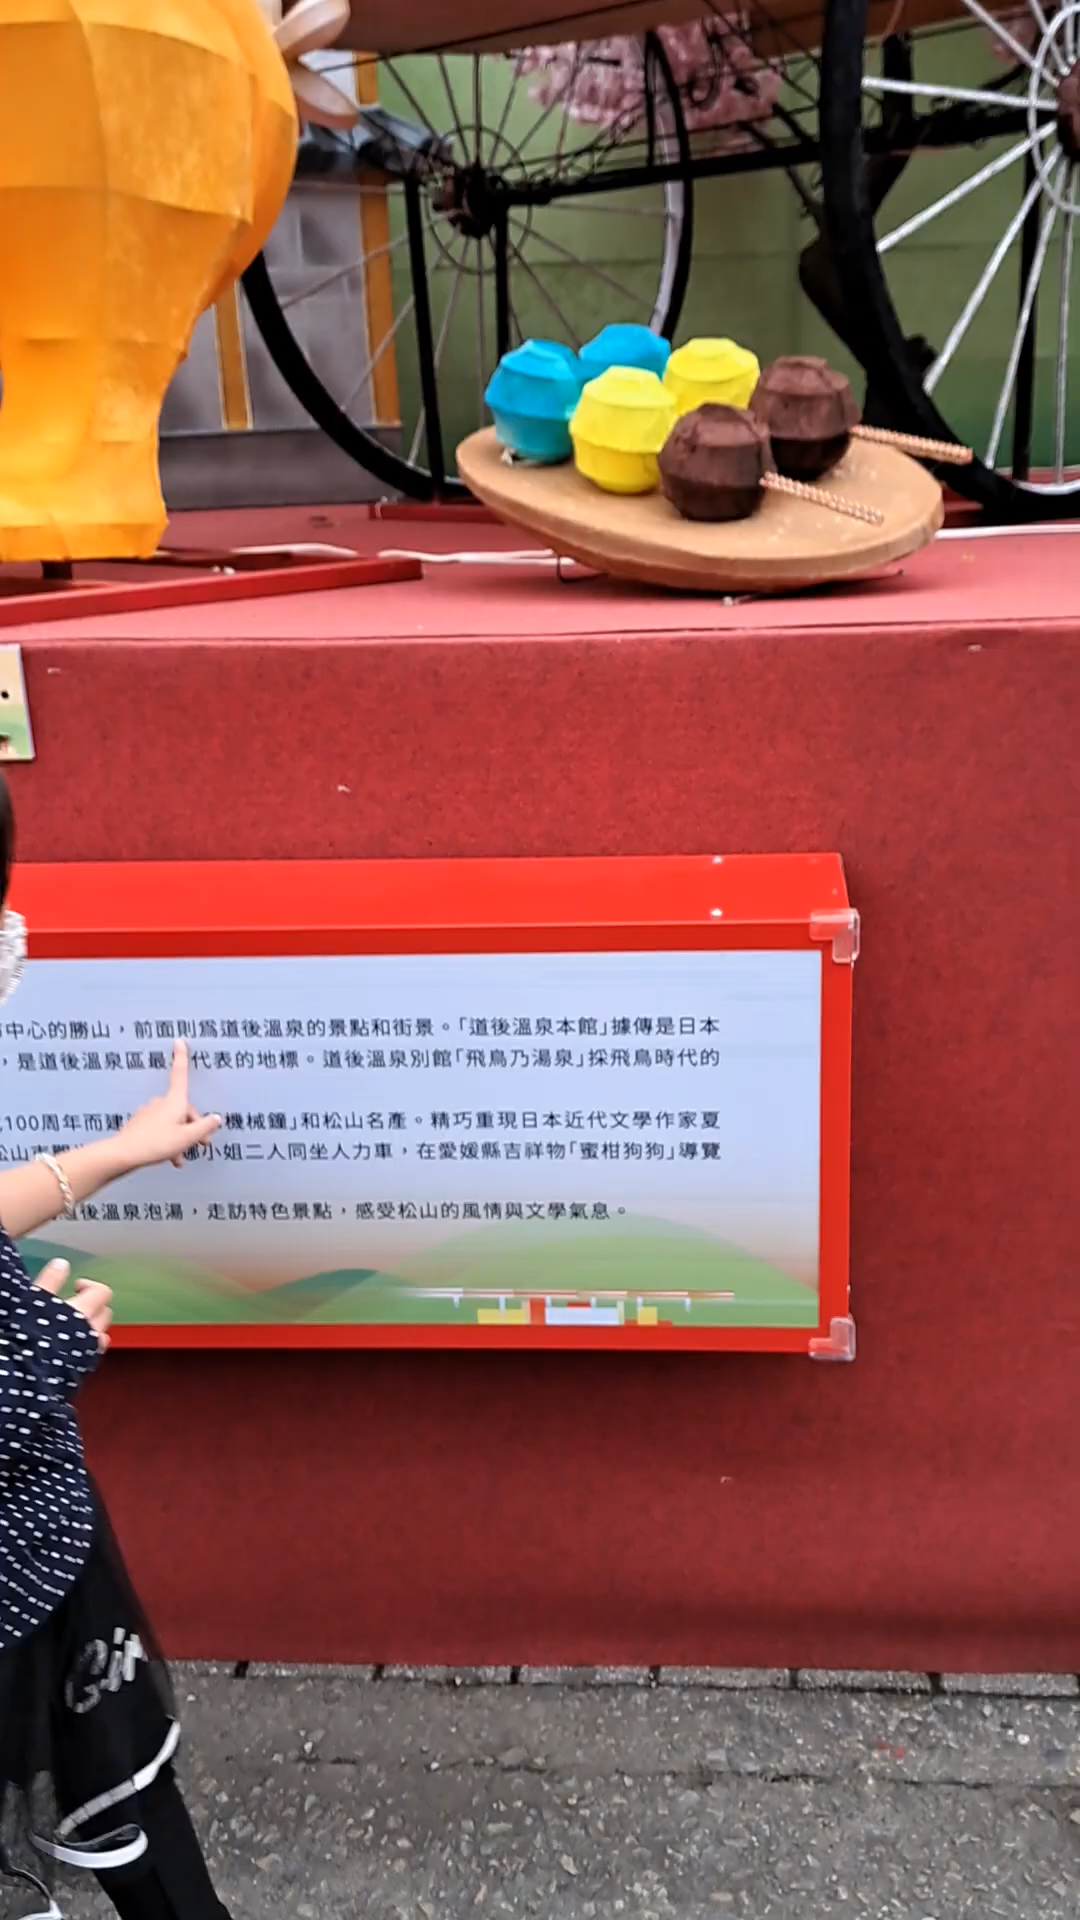 中心的勝山，前面則為道後溫泉的景點和街景。「道後溫泉本館」據傳是日本
，是道後溫泉區最 代表的地標。道後溫泉別館「飛鳥乃湯泉」採飛鳥時代的
100周年而建 機械鐘」和松山名產。精巧重現日本近代文學作家夏
小姐二人同坐人力車，在愛媛縣吉祥物「蜜柑狗狗」導覽
後溫泉泡湯，走訪特色景點，感受松山的風情與文學氣息。